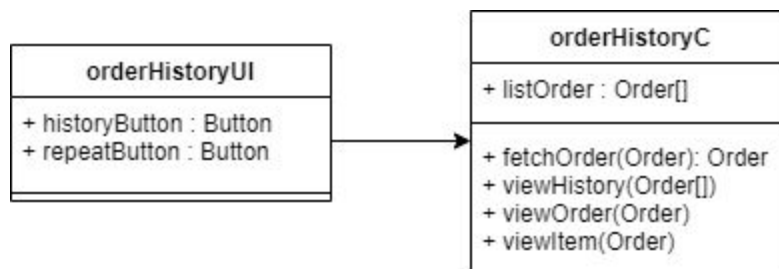 orderHistoryUI
+ historyButton : Button
+ repeatButton : Button
orderHistoryC
+ listOrder : Order[]
+ fetchOrder(Order): Order
+ viewHistory(Order[])
+ viewOrder(Order)
+ viewItem(Order)